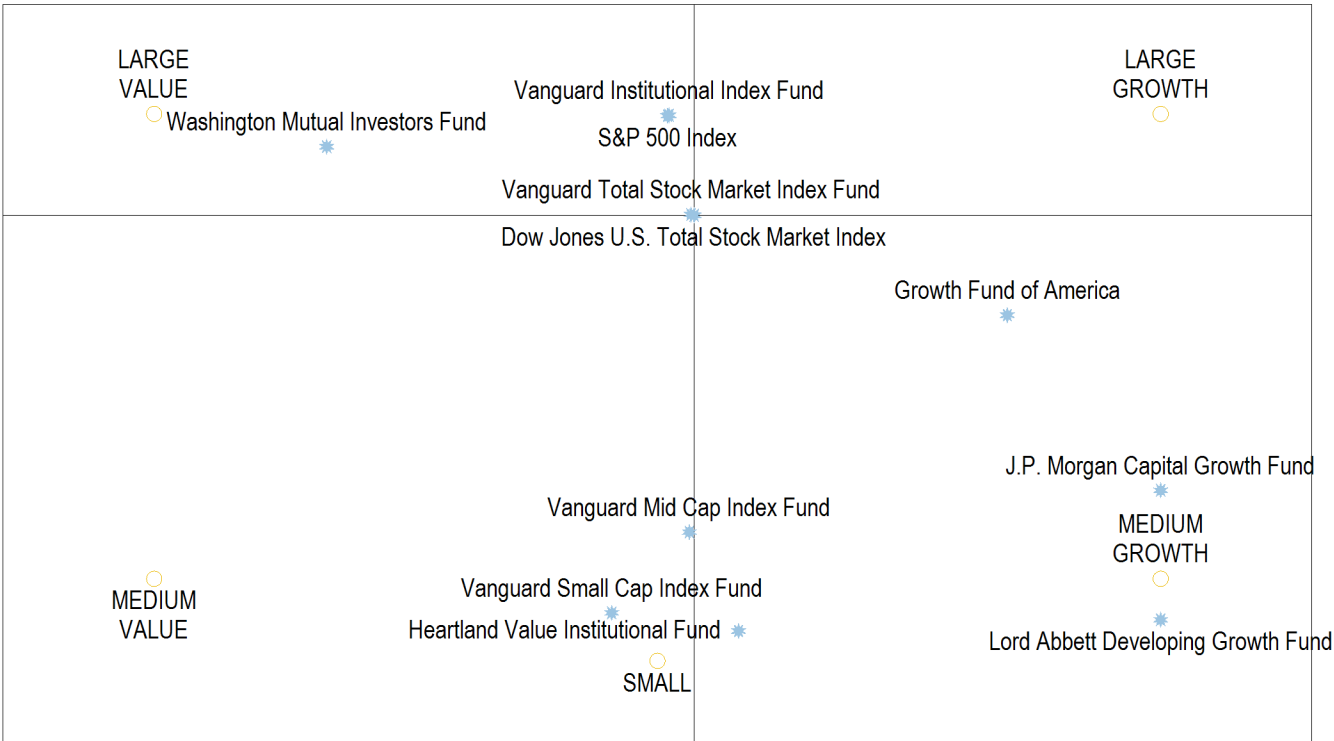 LARGE
VALUE
LARGE
GROWTH
Vanguard Institutional Index Fund
Washington Mutual Investors Fund
S&P 500 Index
Vanguard Total Stock Market Index Fund
Dow Jones U.S. Total Stock Market Index
Growth Fund of America
J.P. Morgan Capital Growth Fund
Vanguard Mid Cap Index Fund
MEDIUM
GROWTH
Vanguard Small Cap Index Fund
MEDIUM
VALUE
Heartland Value Institutional Fund
Lord Abbett Developing Growth Fund
SMALL